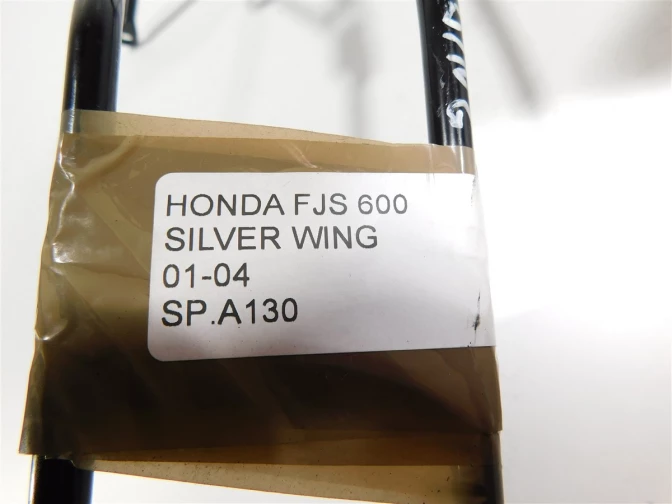 HONDA FJS 600
SILVER WING
01-04
SP.A130